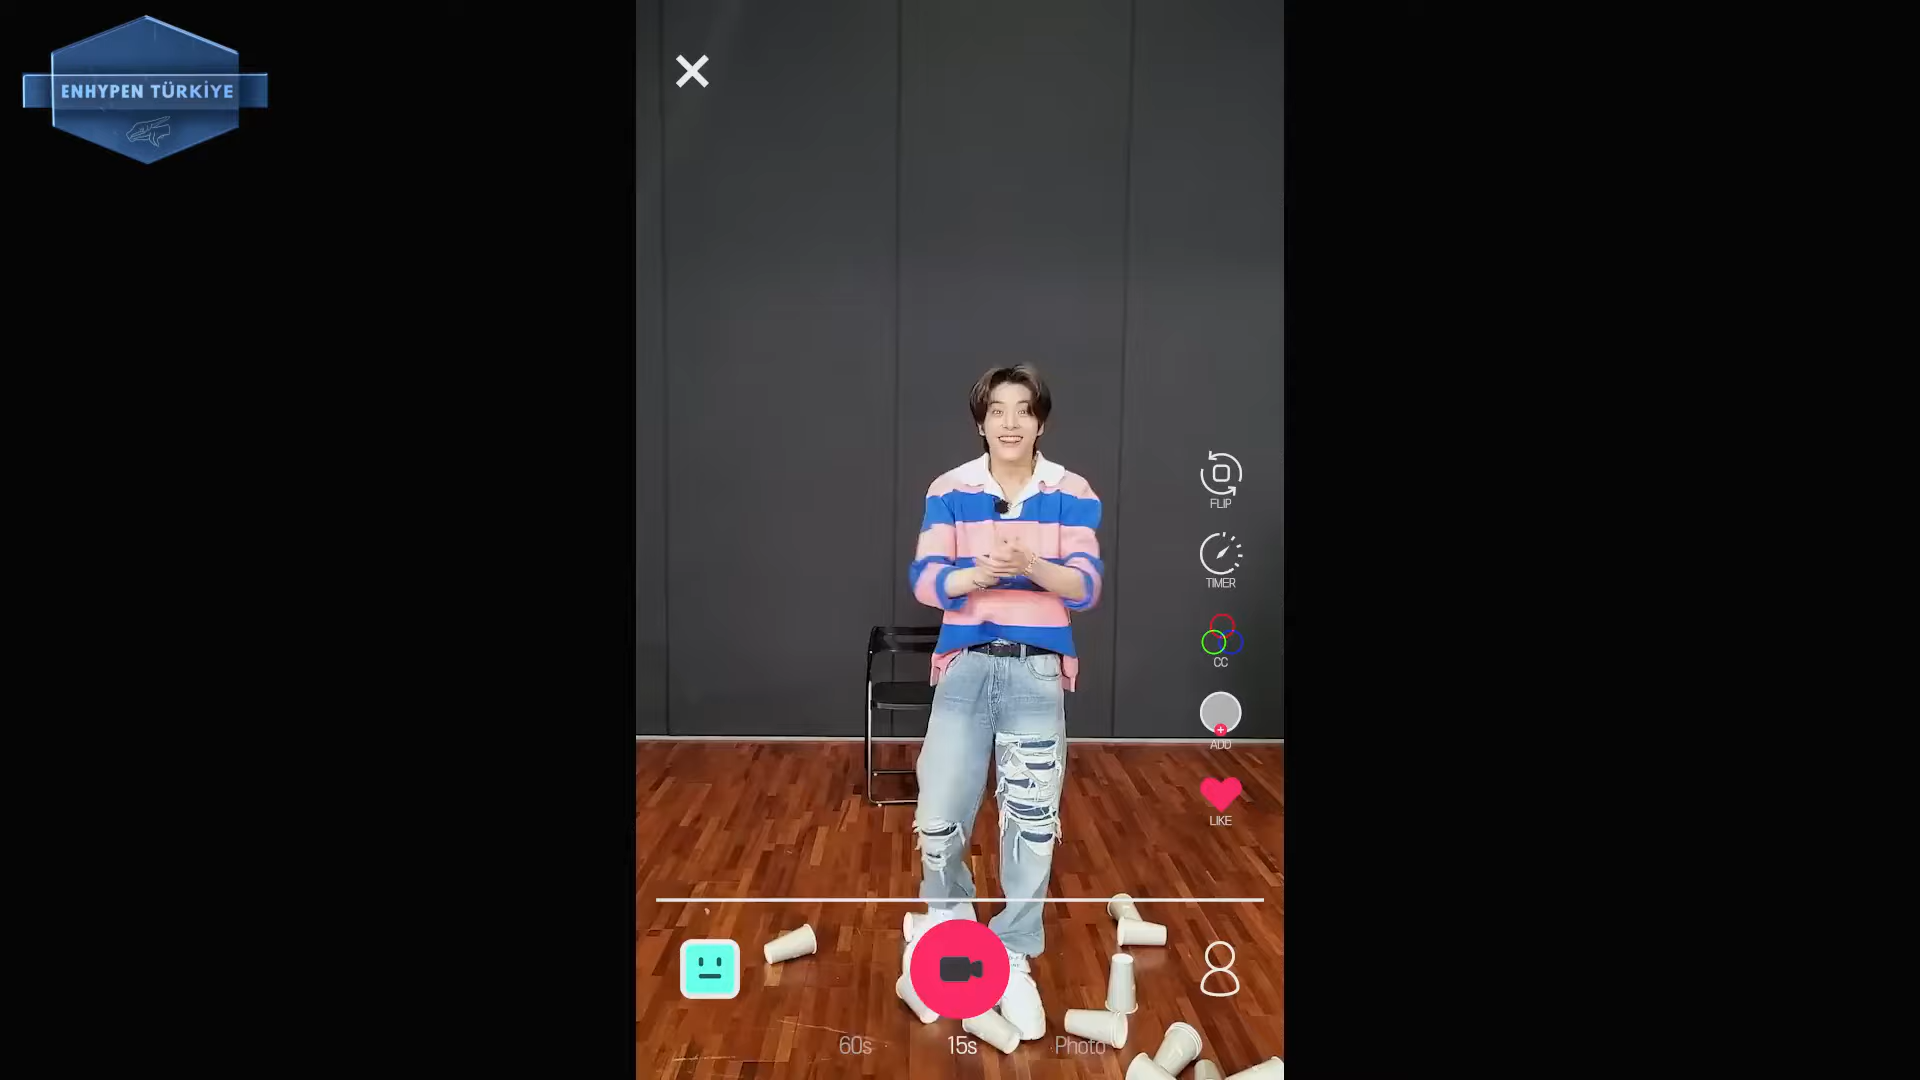 ENHYPEN TÜRKİYE
FLIP
TIMER
CC
ADD
LIKE
60s
15s
Photo